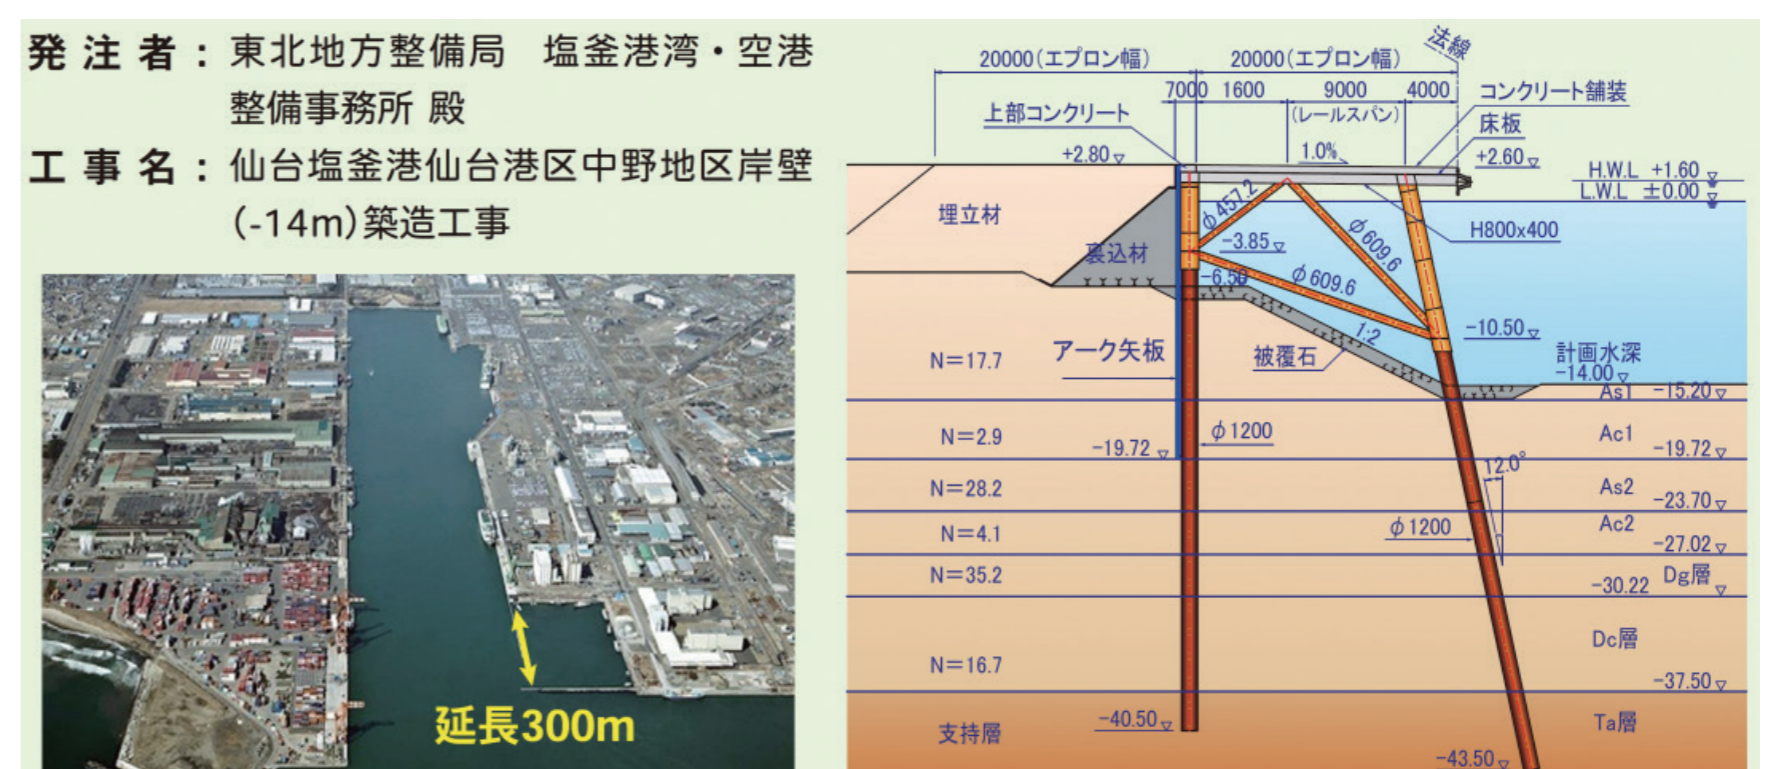 発注者：東北地方整備局　塩釜港湾・空港
整備事務所 殿
工事名：仙台塩釜港仙台港区中野地区岸壁
(-14m)築造工事
延長300m
法線
20000(エプロン幅)
20000(エプロン幅)
7000
1600
9000
4000
(レールスパン)
コンクリート舗装
上部コンクリート
床板
+2.80
1.0%
+2.60
H.W.L +1.60
L.W.L ±0.00
埋立材
φ457.2
H800x400
裏込材
-3.85
φ609.6
-6.50
φ609.6
-10.50
1:2
アーク矢板
被覆石
計画水深
-14.00
N=17.7
As1
-15.20
N=2.9
φ1200
Ac1
-19.72
-19.72
12.0°
N=28.2
As2
-23.70
N=4.1
φ1200
Ac2
-27.02
N=35.2
Dg層
-30.22
Dc層
N=16.7
-37.50
支持層
-40.50
Ta層
-43.50